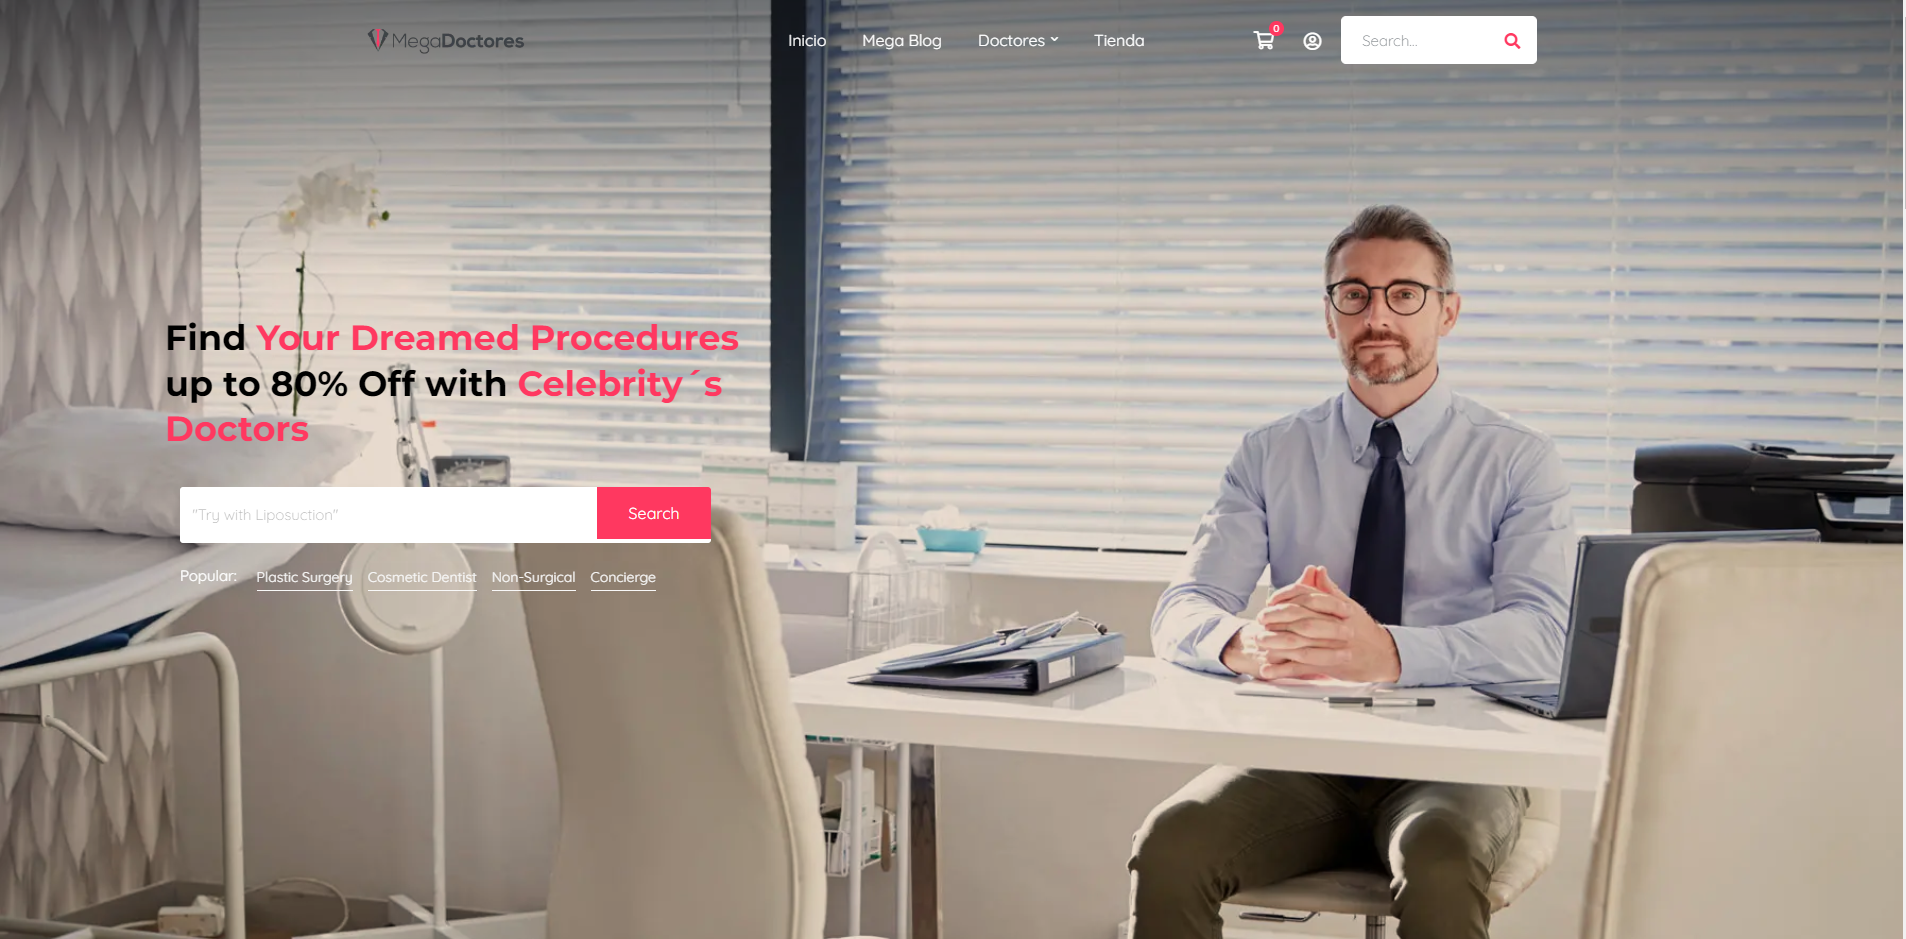 MegaDoctores
Inicio Mega Blog Doctores Tienda 0 Search...
Find Your Dreamed Procedures
up to 80% Off with Celebrity´s
Doctors
"Try with Liposuction" Search
Popular: Plastic Surgery Cosmetic Dentist Non-Surgical Concierge